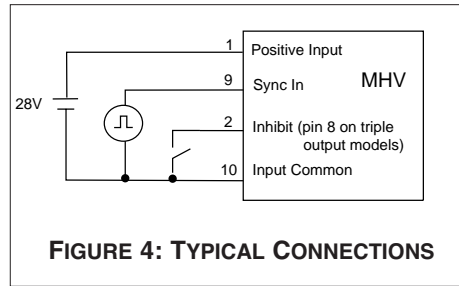 1 Positive Input
9 Sync In MHV
28V
2 Inhibit (pin 8 on triple
output models)
10 Input Common
FIGURE 4: TYPICAL CONNECTIONS